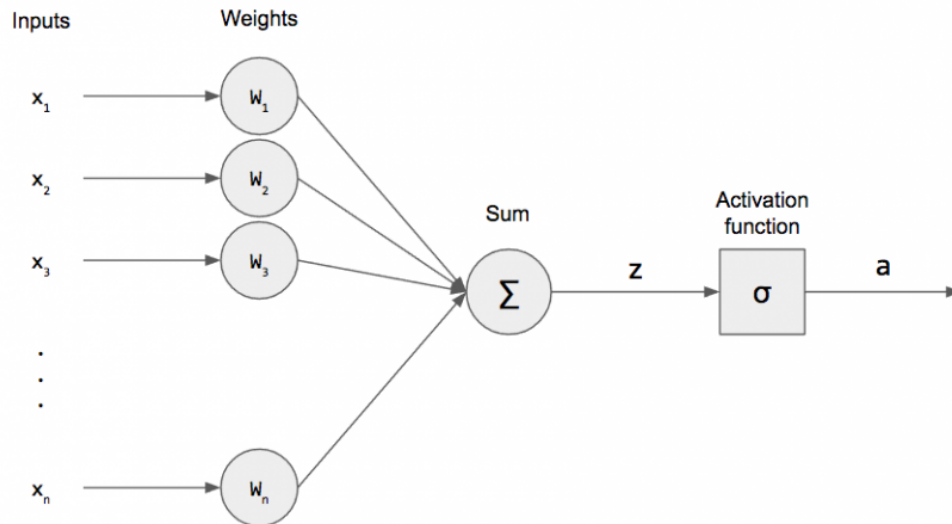 Inputs
Weights
x₁
W₁
x₂
W₂
x₃
W₃
Sum
Activation
function
Σ
z
σ
a
.
.
.
xₙ
Wₙ